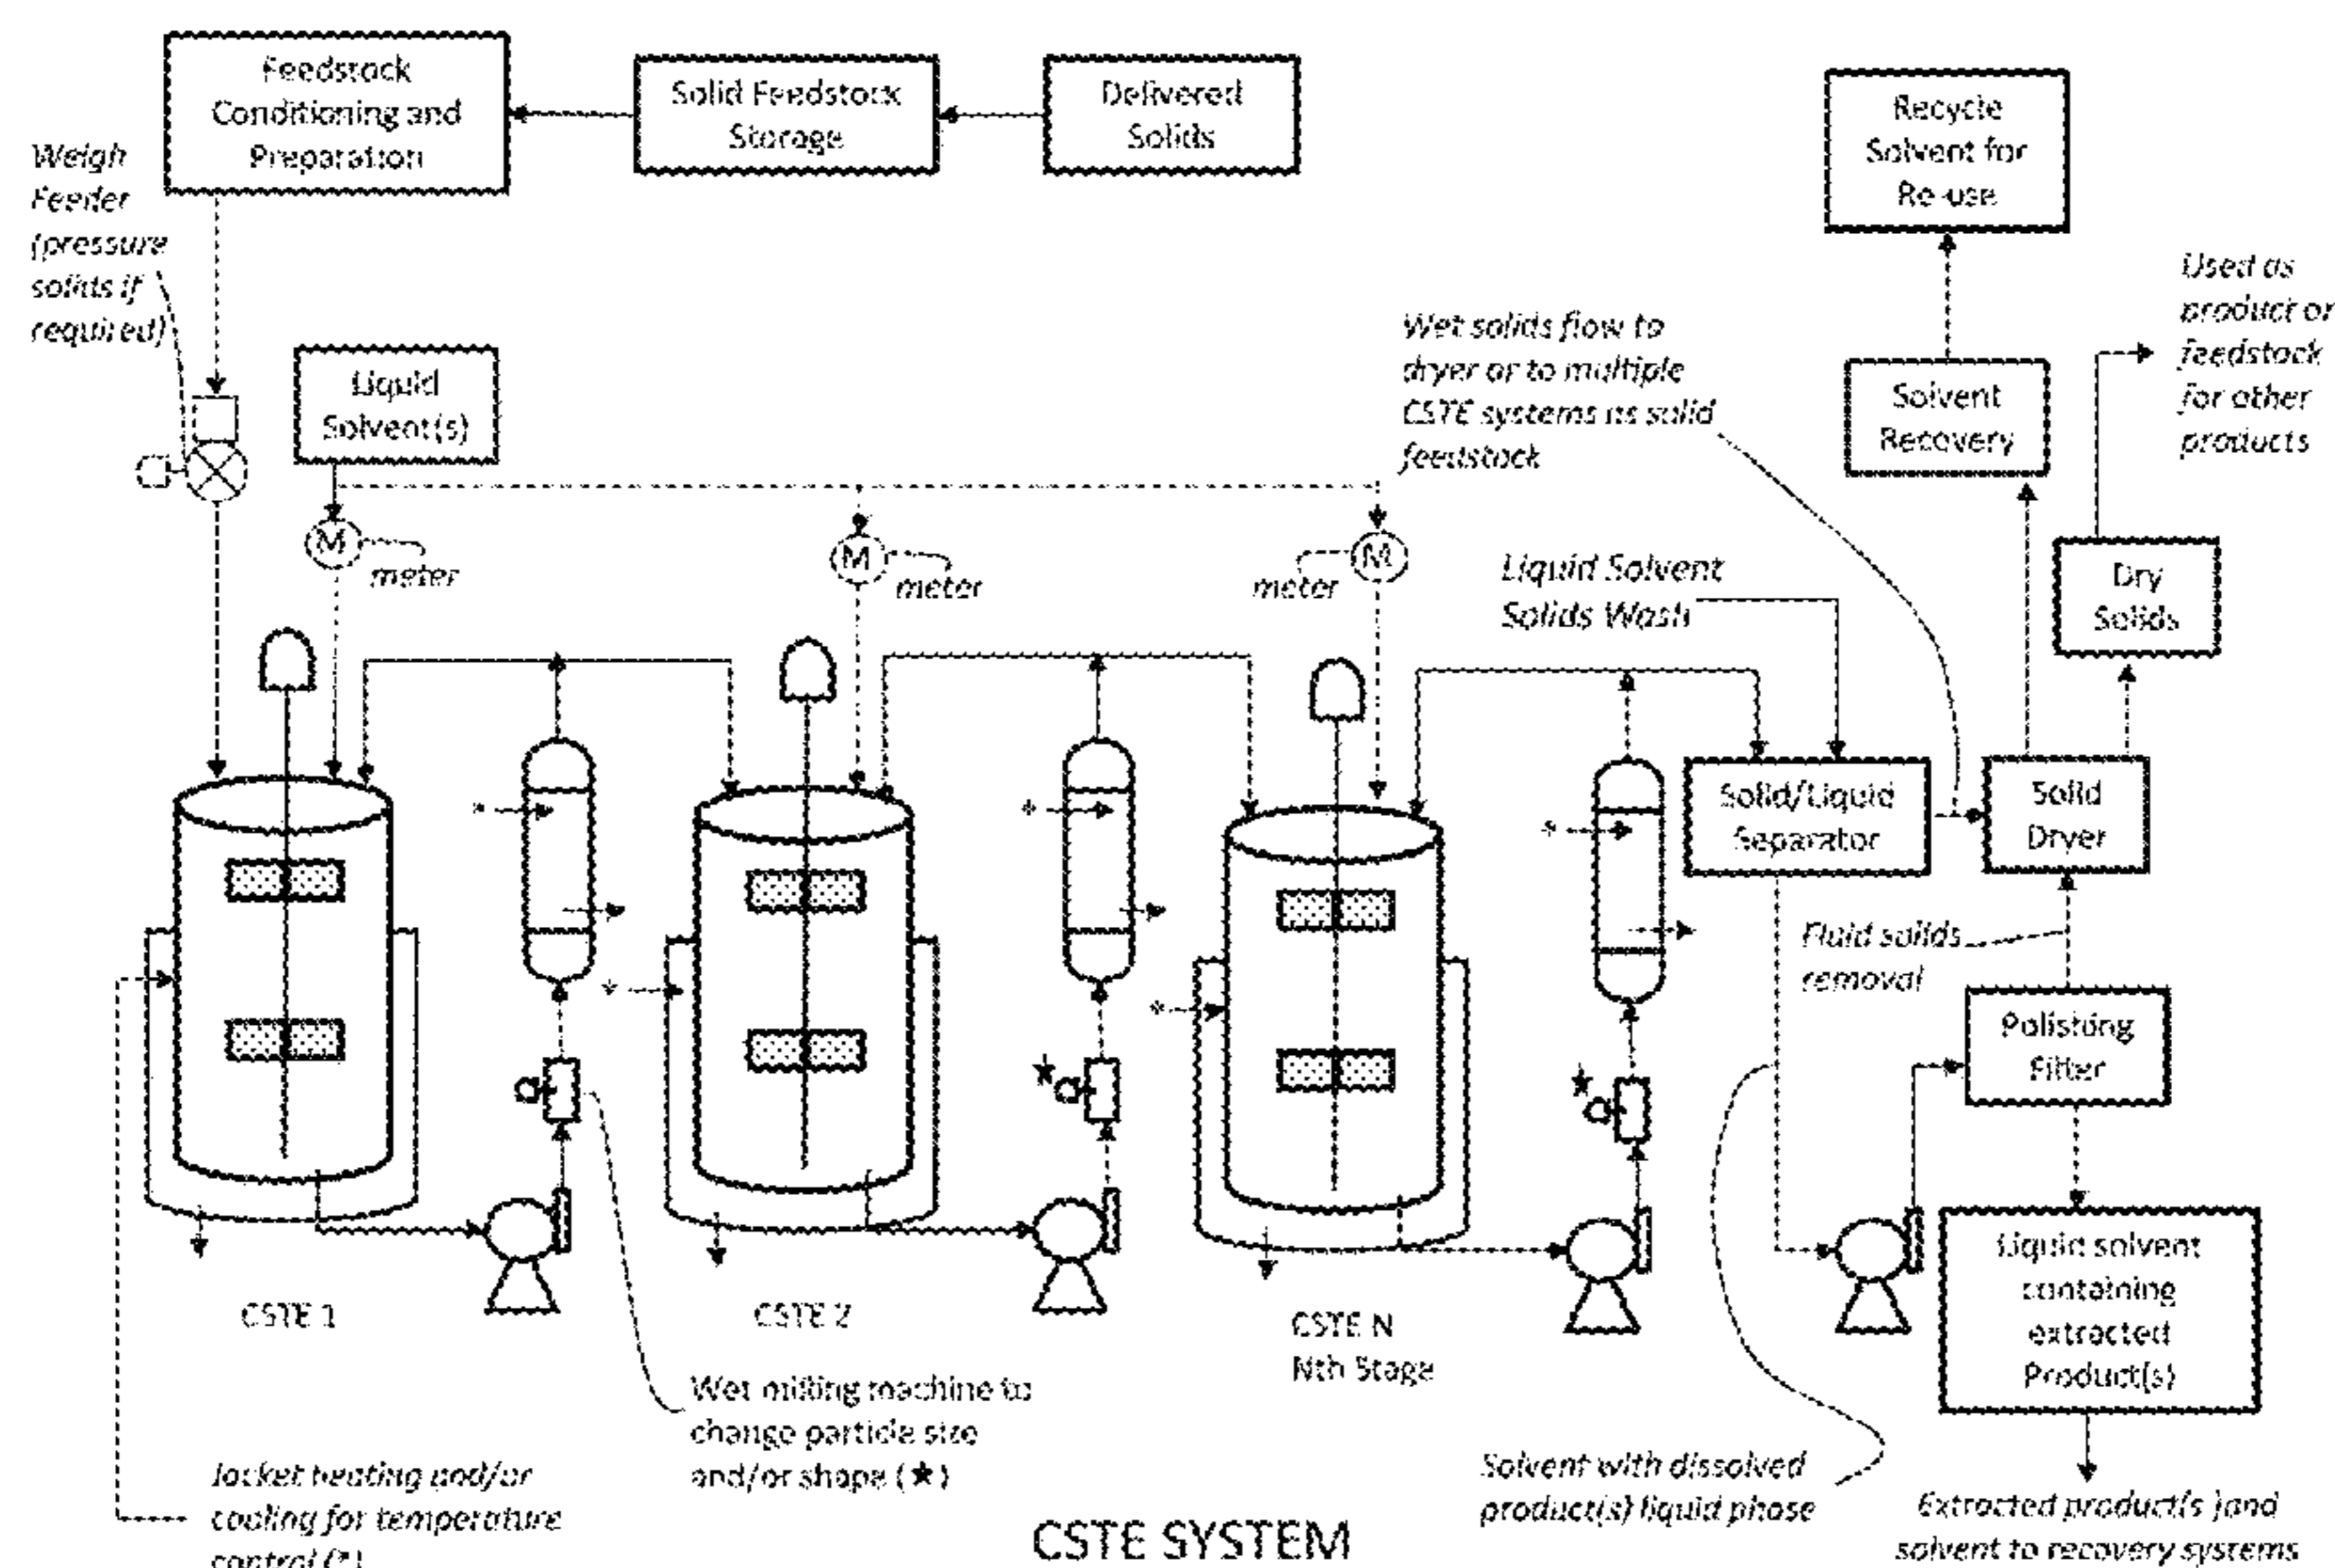 Feedstock
Conditioning and
Preparation
Solid Feedstock
Storage
Delivered
Solids
Recycle
Solvent for
Re-use
Weigh
Feeder
(pressure
solids if
required)
Liquid
Solvent(s)
Wet solids flow to
dryer or to multiple
CSTE systems as solid
feedstock
Solvent
Recovery
Used as
product or
feedstock
for other
products
M
meter
M
meter
meter
M
Liquid Solvent
Solids Wash
Dry
Solids
*
*
*
Solid/Liquid
Separator
Solid
Dryer
*
*
Fluid solids
removal
Polishing
Filter
★
★
CSTE 1
CSTE 2
CSTE N
Nth Stage
Liquid solvent
containing
extracted
Product(s)
Wet milling machine to
change particle size
and/or shape (★)
Jacket heating and/or
cooling for temperature
control (*)
Solvent with dissolved
product(s) liquid phase
Extracted product(s )and
solvent to recovery systems
CSTE SYSTEM